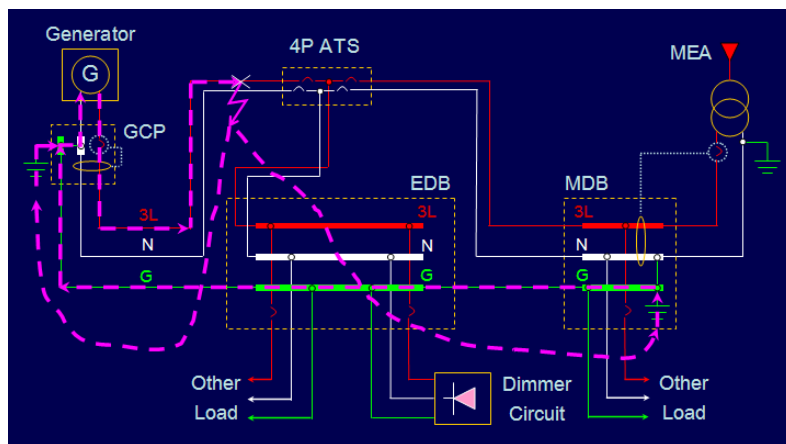 Generator
4P ATS
MEA
G
GCP
EDB
MDB
3L
3L
3L
N
N
N
G
G
G
Other
Load
Dimmer
Circuit
Other
Load